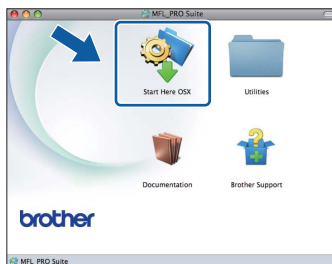 MFL_PRO Suite
Start Here OSX
Utilities
Documentation
Brother Support
brother
MFL_PRO Suite